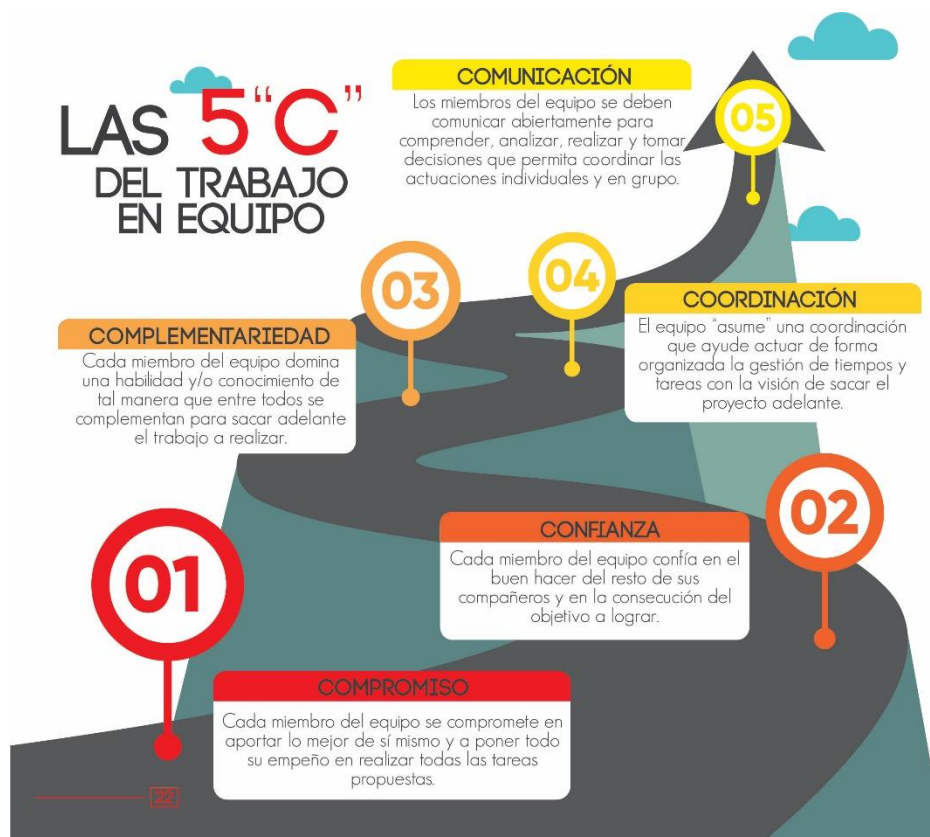 LAS 5"C"
DEL TRABAJO
EN EQUIPO
01
COMPROMISO
Cada miembro del equipo se compromete en
aportar lo mejor de sí mismo y a poner todo
su empeño en realizar todas las tareas
propuestas.
02
CONFIANZA
Cada miembro del equipo confía en el
buen hacer del resto de sus
compañeros y en la consecución del
objetivo a lograr.
03
COMPLEMENTARIEDAD
Cada miembro del equipo domina
una habilidad y/o conocimiento de
tal manera que entre todos se
complementan para sacar adelante
el trabajo a realizar.
04
COORDINACIÓN
El equipo "asume" una coordinación
que ayude actuar de forma
organizada la gestión de tiempos y
tareas con la visión de sacar el
proyecto adelante.
05
COMUNICACIÓN
Los miembros del equipo se deben
comunicar abiertamente para
comprender, analizar, realizar y tomar
decisiones que permita coordinar las
actuaciones individuales y en grupo.
22